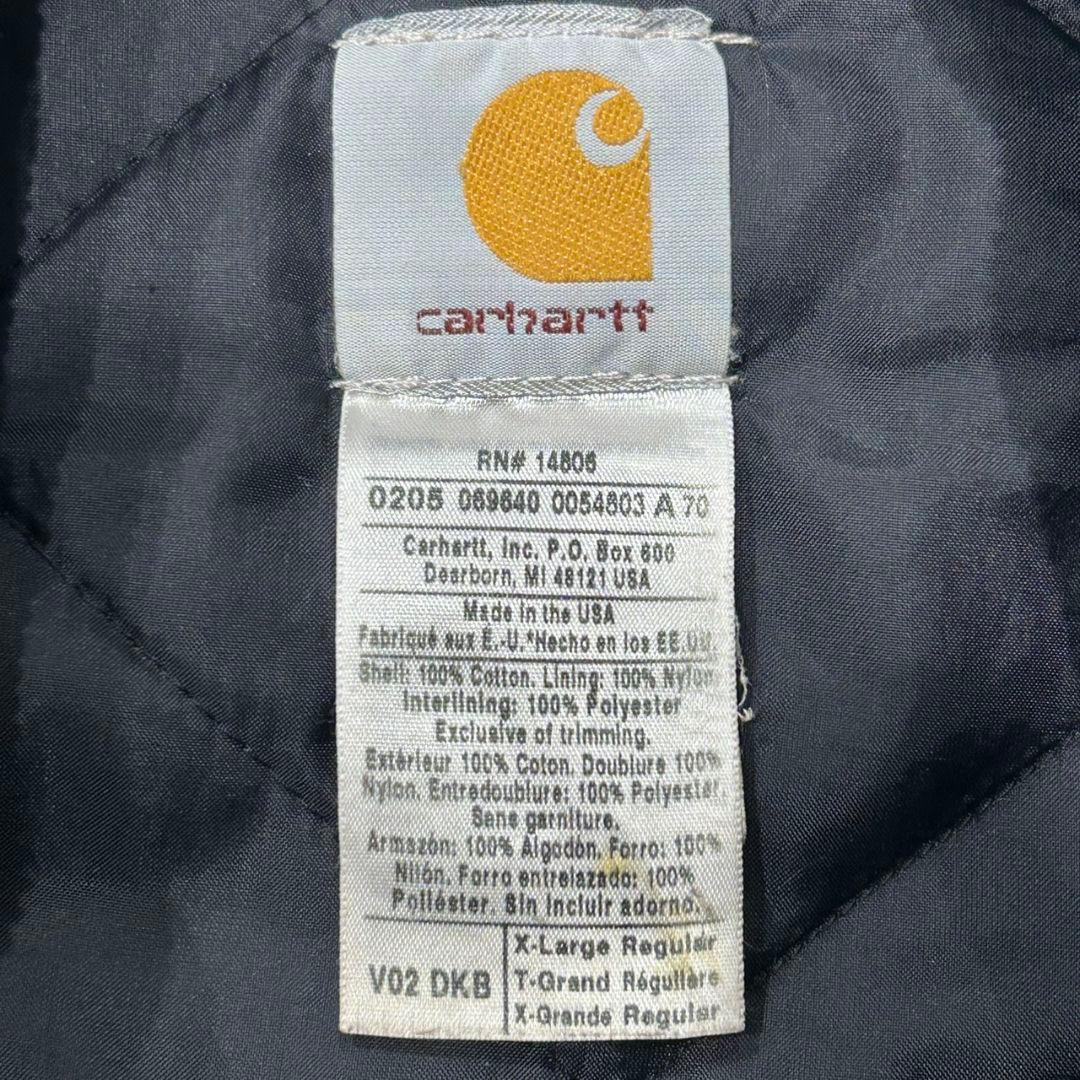 carhartt
RN# 14806
0205 069640 0054803 A 70
Carhartt, Inc. P.O. Box 600
Dearborn, MI 48121 USA
Made in the USA
Fabriqué aux É.-U.*Hecho en los EE.UU.
Shell: 100% Cotton. Lining: 100% Nylon
Interlining: 100% Polyester
Exclusive of trimming.
Extérieur 100% Coton. Doublure 100%
Nylon. Entredoublure: 100% Polyester.
Sans garniture.
Armazón: 100% Algodon. Forro: 100%
Nilón. Forro entrelazado: 100%
Poliéster. Sin incluir adorno.
V02 DKB
X-Large Regular
T-Grand Régulière
X-Grande Regular